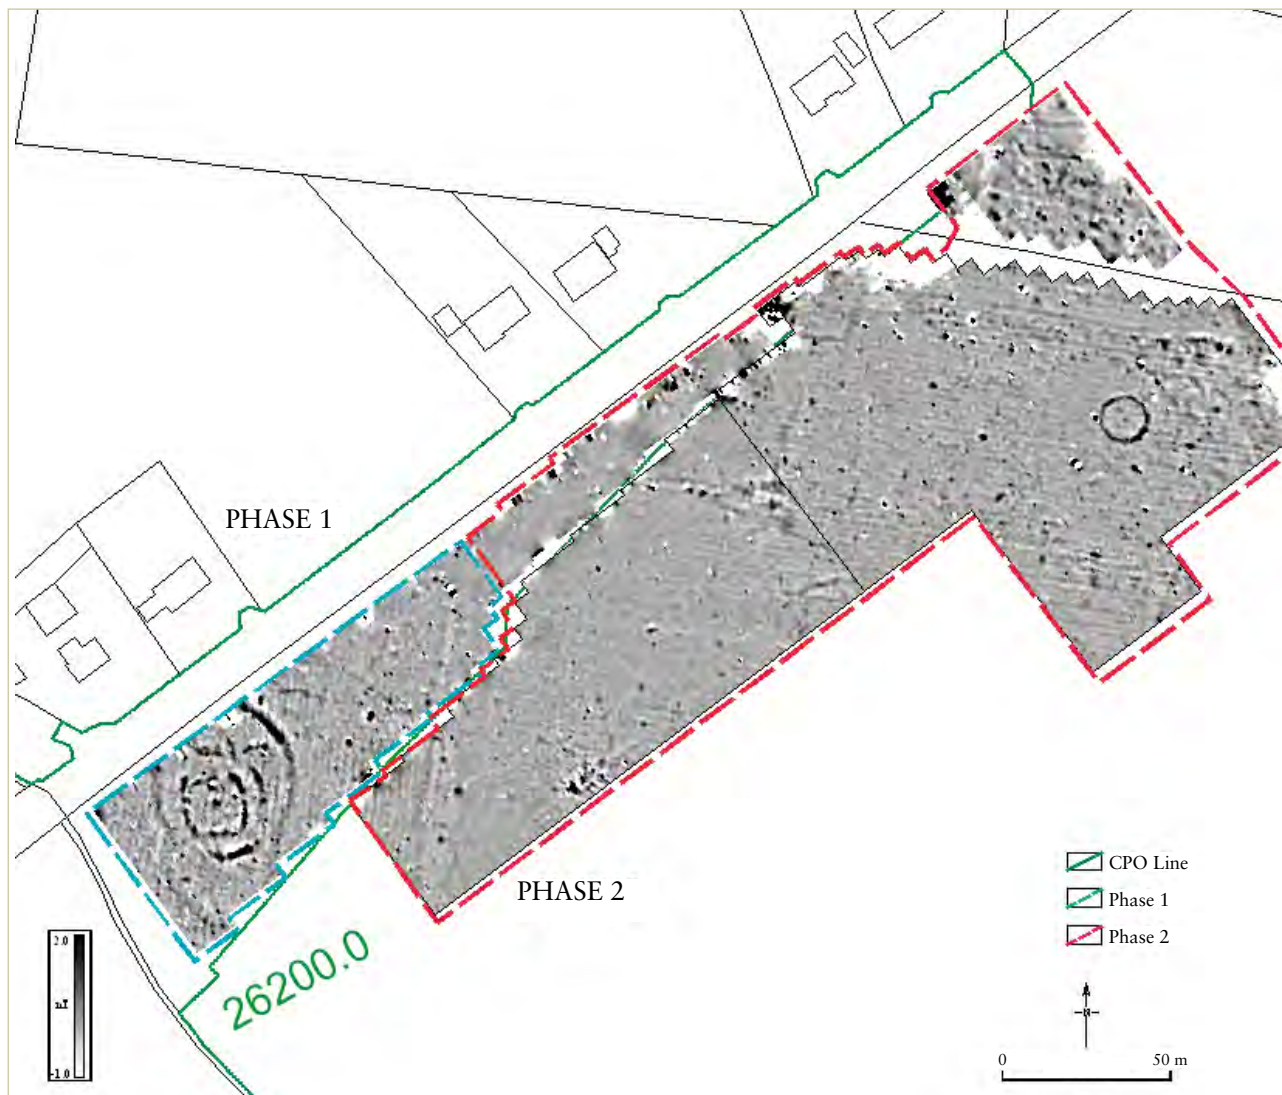 PHASE 1
PHASE 2
26200.0
CPO Line
Phase 1
Phase 2
N
0 50 m
2.0
nT
-1.0